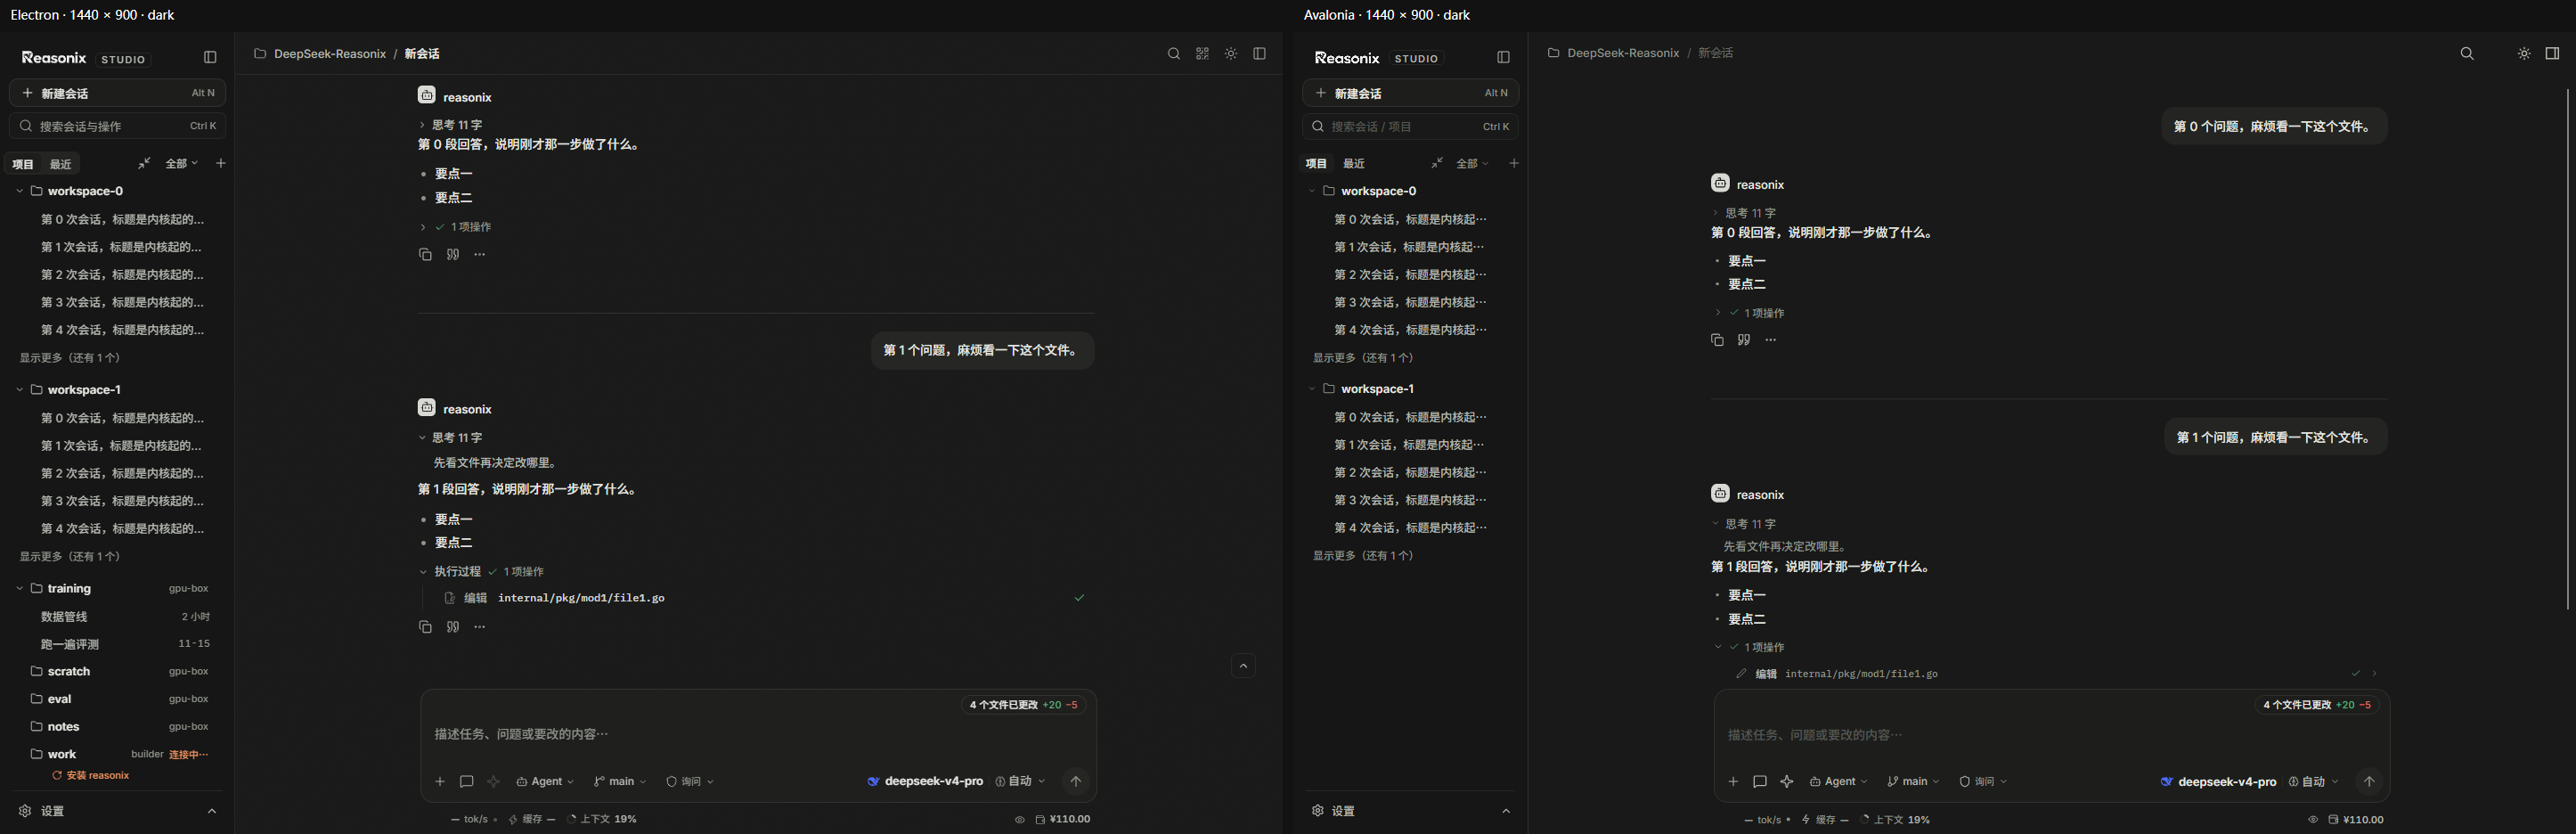 Electron · 1440 × 900 · dark
Reasonix STUDIO
新建会话 Alt N
搜索会话与操作 Ctrl K
项目 最近 全部
workspace-0
第 0 次会话，标题是内核起的...
第 1 次会话，标题是内核起的...
第 2 次会话，标题是内核起的...
第 3 次会话，标题是内核起的...
第 4 次会话，标题是内核起的...
显示更多（还有 1 个）
workspace-1
第 0 次会话，标题是内核起的...
第 1 次会话，标题是内核起的...
第 2 次会话，标题是内核起的...
第 3 次会话，标题是内核起的...
第 4 次会话，标题是内核起的...
显示更多（还有 1 个）
training gpu-box
数据管线 2 小时
跑一遍评测 11-15
scratch gpu-box
eval gpu-box
notes gpu-box
work builder 连接中···
安装 reasonix
设置
DeepSeek-Reasonix / 新会话
reasonix
思考 11 字
第 0 段回答，说明刚才那一步做了什么。
• 要点一
• 要点二
1 项操作
第 1 个问题，麻烦看一下这个文件。
reasonix
思考 11 字
先看文件再决定改哪里。
第 1 段回答，说明刚才那一步做了什么。
• 要点一
• 要点二
执行过程 1 项操作
编辑 internal/pkg/mod1/file1.go
4 个文件已更改 +20 −5
描述任务、问题或要改的内容···
Agent main 询问 deepseek-v4-pro 自动
— tok/s • 缓存 — 上下文 19% ¥110.00
Avalonia · 1440 × 900 · dark
Reasonix STUDIO
新建会话 Alt N
搜索会话 / 项目 Ctrl K
项目 最近 全部
workspace-0
第 0 次会话，标题是内核起···
第 1 次会话，标题是内核起···
第 2 次会话，标题是内核起···
第 3 次会话，标题是内核起···
第 4 次会话，标题是内核起···
显示更多（还有 1 个）
workspace-1
第 0 次会话，标题是内核起···
第 1 次会话，标题是内核起···
第 2 次会话，标题是内核起···
第 3 次会话，标题是内核起···
第 4 次会话，标题是内核起···
显示更多（还有 1 个）
设置
DeepSeek-Reasonix / 新会话
第 0 个问题，麻烦看一下这个文件。
reasonix
思考 11 字
第 0 段回答，说明刚才那一步做了什么。
• 要点一
• 要点二
1 项操作
第 1 个问题，麻烦看一下这个文件。
reasonix
思考 11 字
先看文件再决定改哪里。
第 1 段回答，说明刚才那一步做了什么。
• 要点一
• 要点二
1 项操作
编辑 internal/pkg/mod1/file1.go
4 个文件已更改 +20 −5
描述任务、问题或要改的内容···
Agent main 询问 deepseek-v4-pro 自动
— tok/s • 缓存 — 上下文 19% ¥110.00